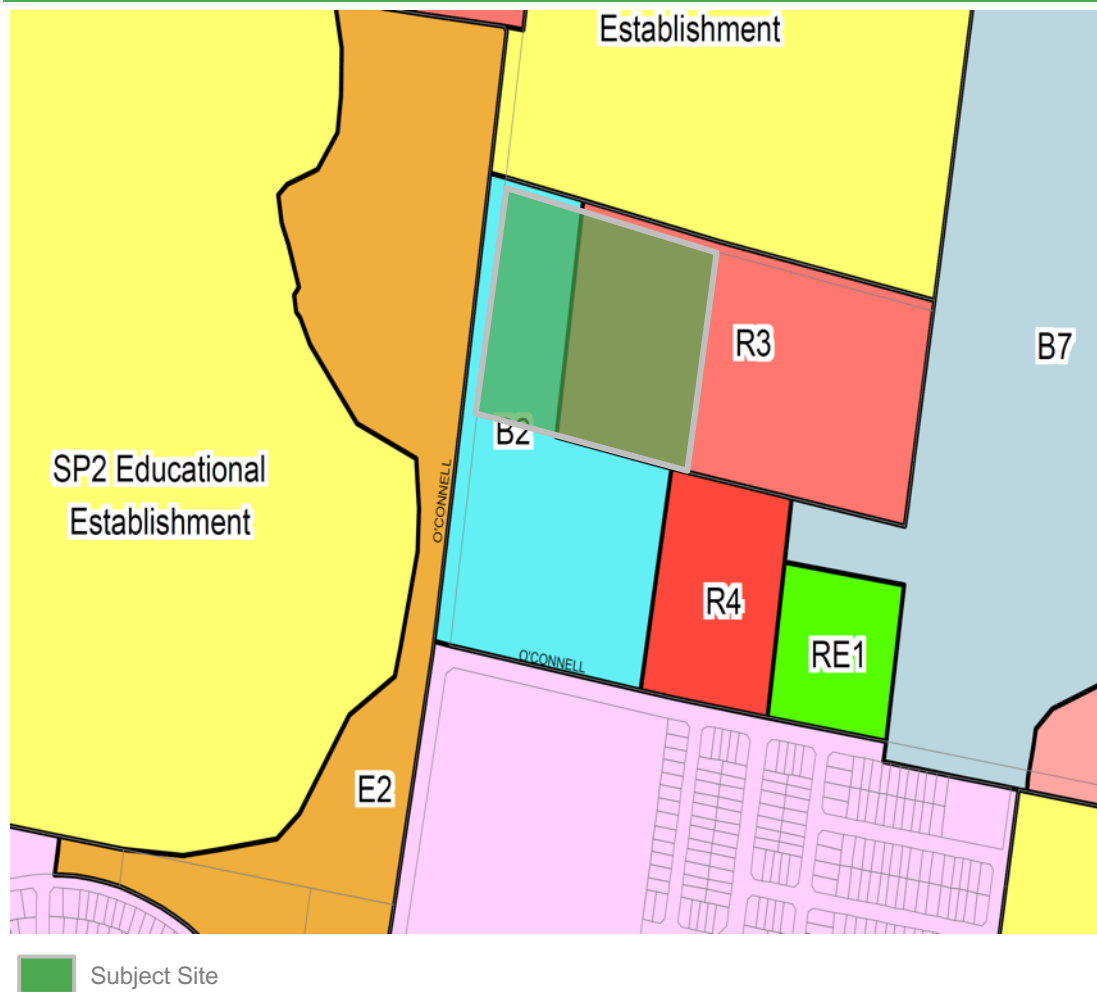 Establishment
R3
B7
B2
SP2 Educational
Establishment
O'CONNELL
R4
RE1
O'CONNELL
E2
Subject Site